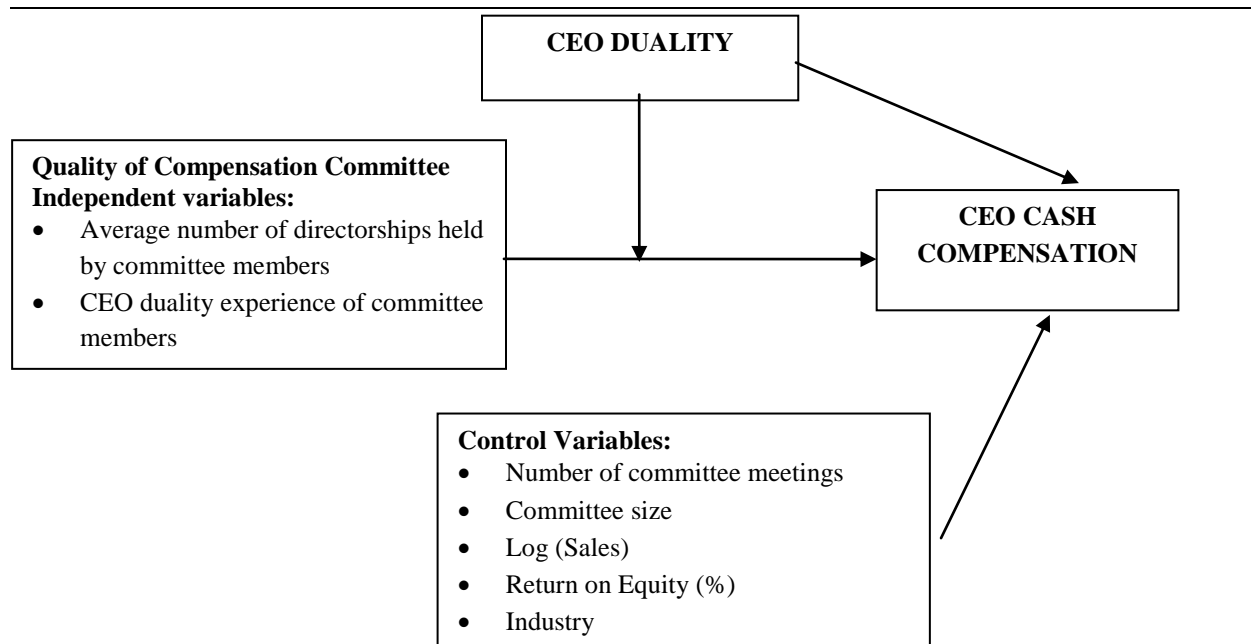 CEO DUALITY
Quality of Compensation Committee
Independent variables:
• Average number of directorships held
by committee members
• CEO duality experience of committee
members
CEO CASH
COMPENSATION
Control Variables:
• Number of committee meetings
• Committee size
• Log (Sales)
• Return on Equity (%)
• Industry